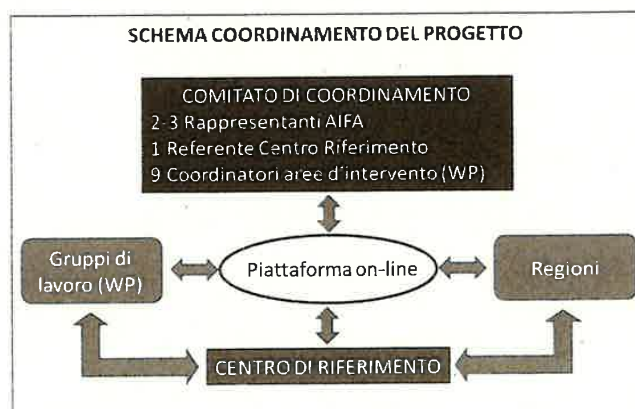 SCHEMA COORDINAMENTO DEL PROGETTO
COMITATO DI COORDINAMENTO
2-3 Rappresentanti AIFA
1 Referente Centro Riferimento
9 Coordinatori aree d'intervento (WP)
Gruppi di
lavoro (WP)
Piattaforma on-line
Regioni
CENTRO DI RIFERIMENTO